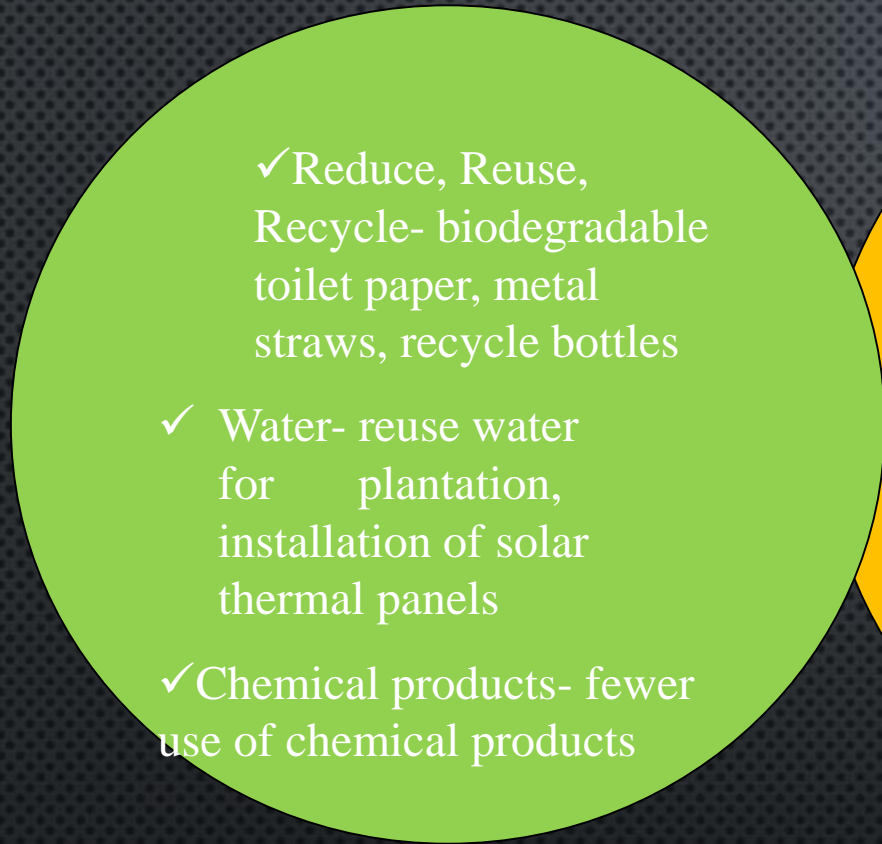 ✓Reduce, Reuse,
Recycle- biodegradable
toilet paper, metal
straws, recycle bottles
✓ Water- reuse water
for plantation,
installation of solar
thermal panels
✓Chemical products- fewer
use of chemical products